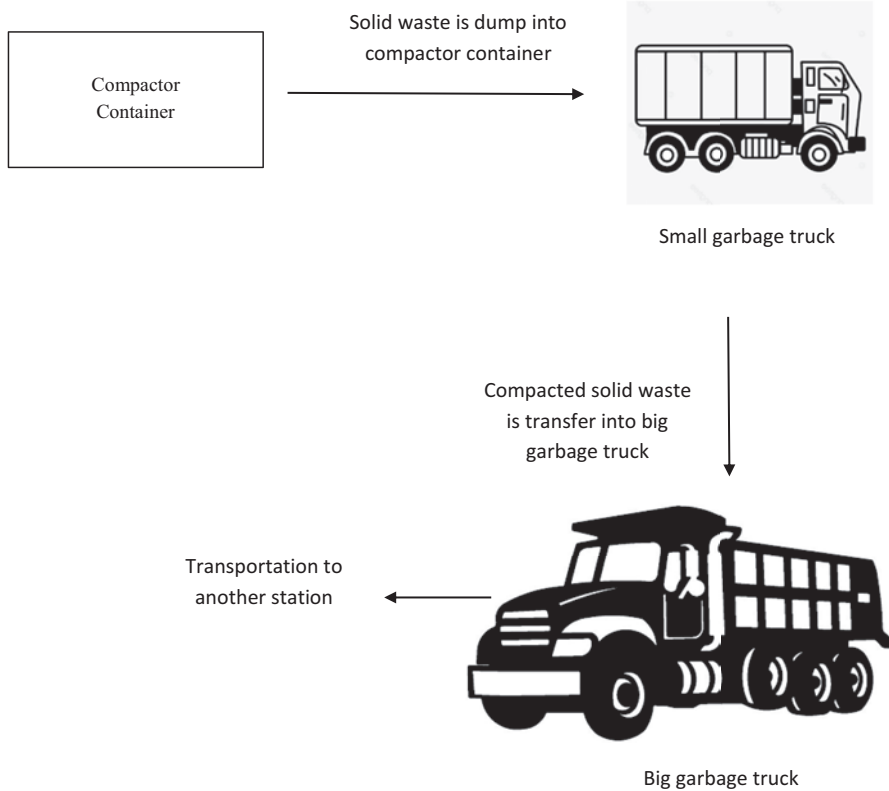 Solid waste is dump into
compactor container
Compactor
Container
Small garbage truck
Compacted solid waste
is transfer into big
garbage truck
Transportation to
another station
Big garbage truck